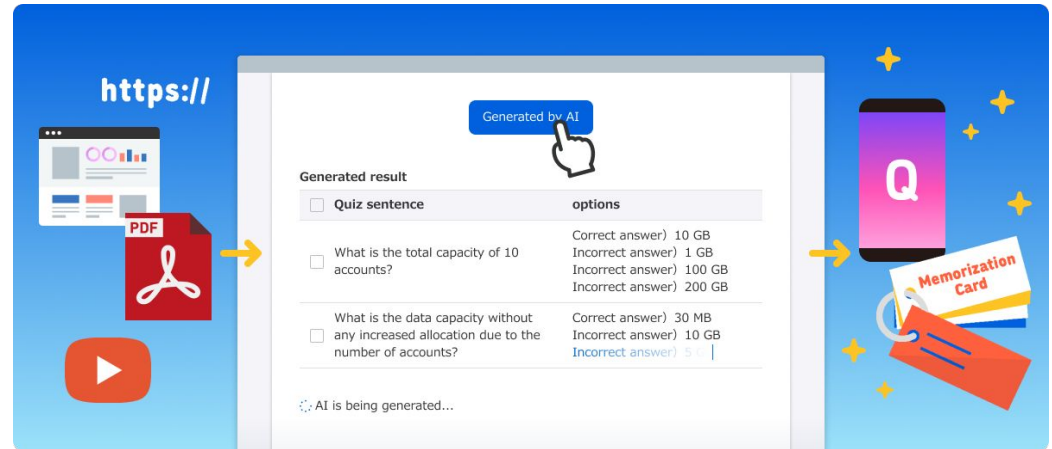 https://
PDF
Generated by AI
Generated result
Quiz sentence options
What is the total capacity of 10
accounts?
Correct answer) 10 GB
Incorrect answer) 1 GB
Incorrect answer) 100 GB
Incorrect answer) 200 GB
What is the data capacity without
any increased allocation due to the
number of accounts?
Correct answer) 30 MB
Incorrect answer) 10 GB
Incorrect answer) 5
AI is being generated...
Q
Memorization
Card